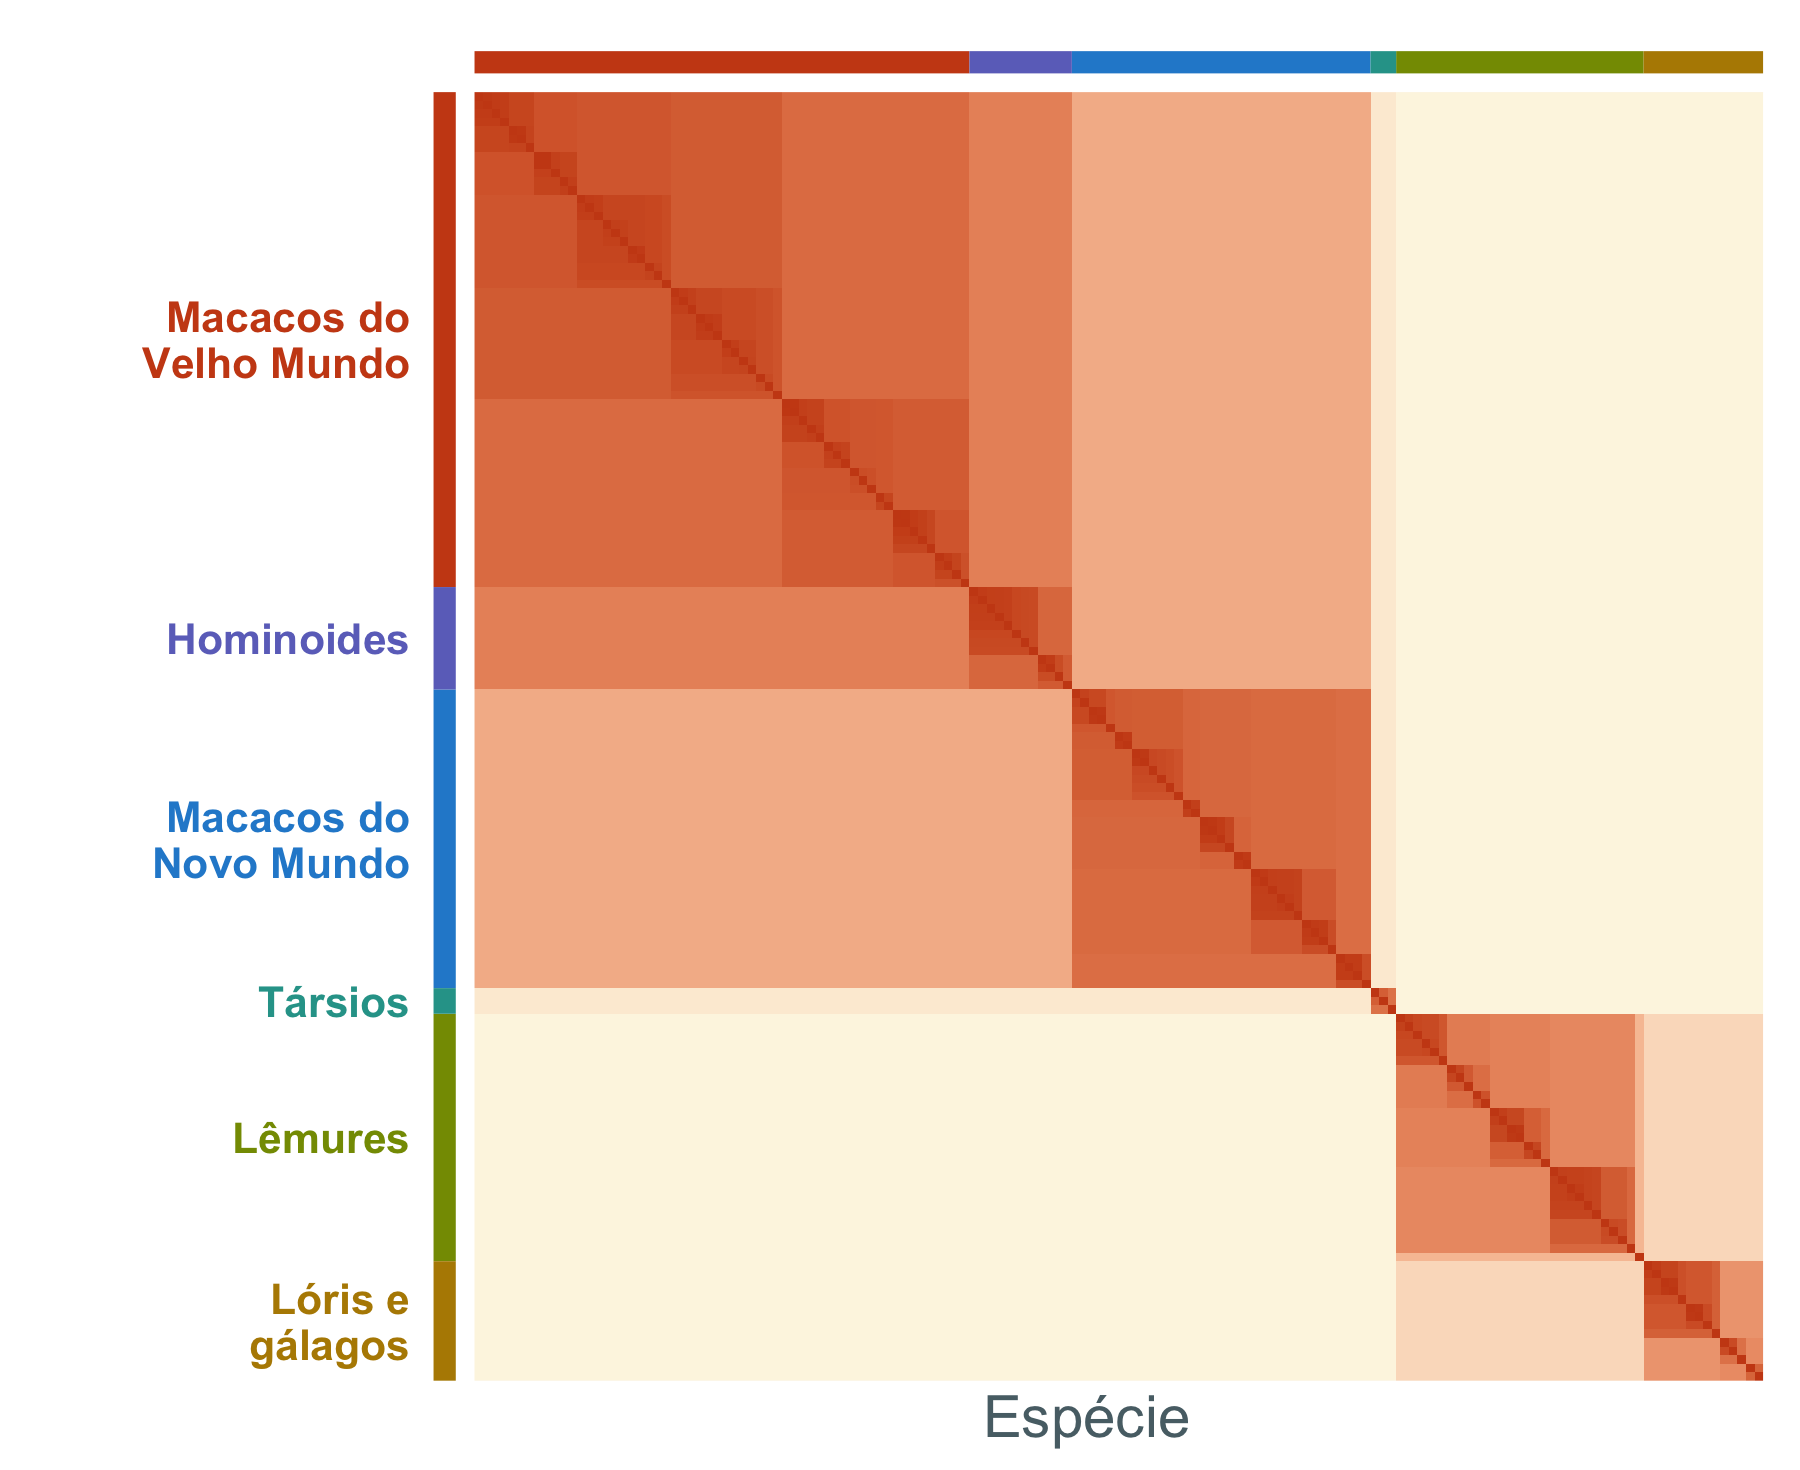 Macacos do
Velho Mundo
Hominoides
Macacos do
Novo Mundo
Társios
Lêmures
Lóris e
gálagos
Espécie